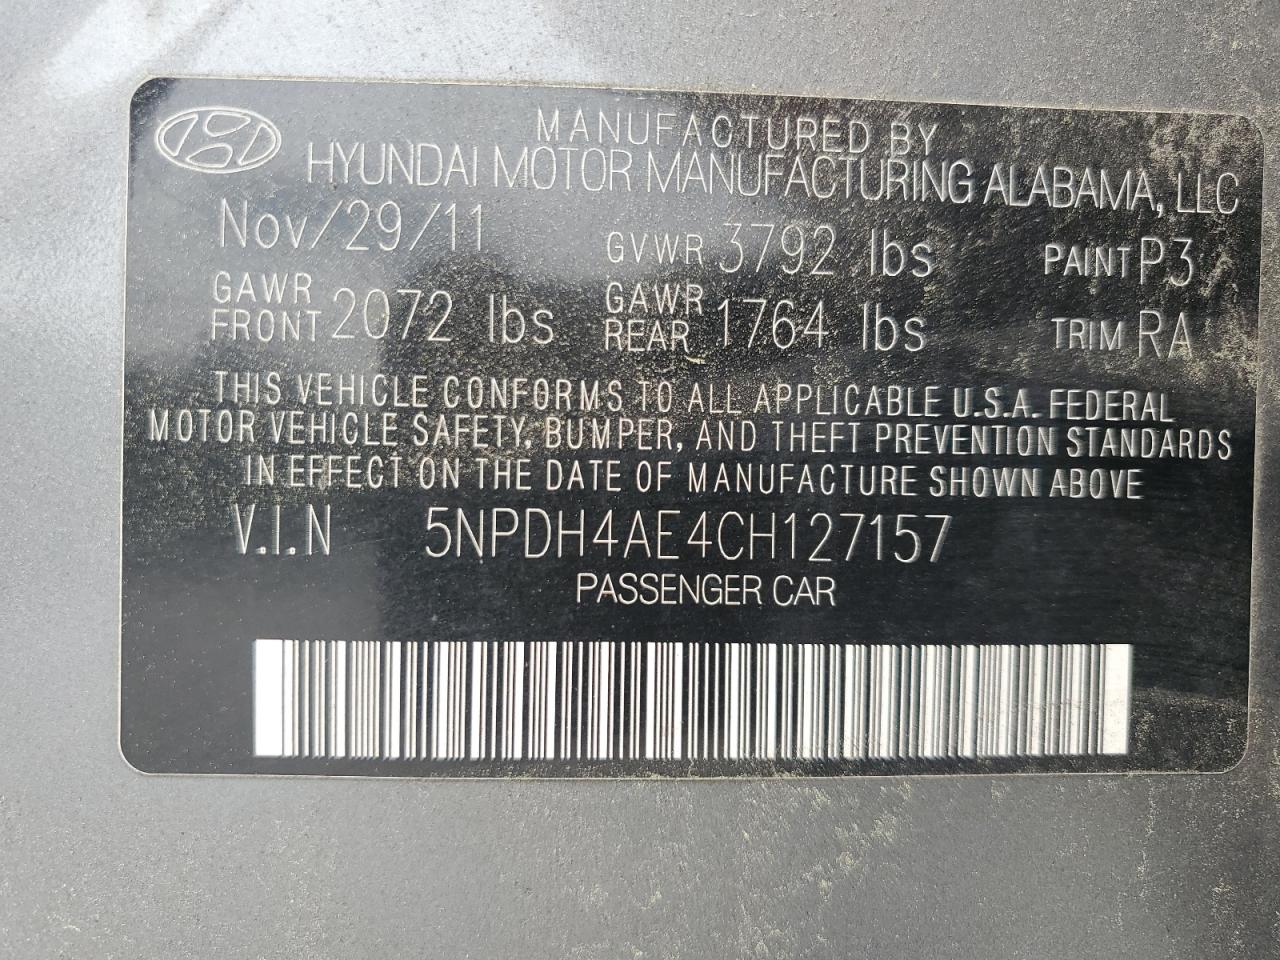 MANUFACTURED BY
HYUNDAI MOTOR MANUFACTURING ALABAMA, LLC
Nov/29/11 GVWR 3792 lbs PAINT P3
GAWR FRONT 2072 lbs GAWR REAR 1764 lbs TRIM RA
THIS VEHICLE CONFORMS TO ALL APPLICABLE U.S.A. FEDERAL
MOTOR VEHICLE SAFETY, BUMPER, AND THEFT PREVENTION STANDARDS
IN EFFECT ON THE DATE OF MANUFACTURE SHOWN ABOVE
V.I.N 5NPDH4AE4CH127157
PASSENGER CAR